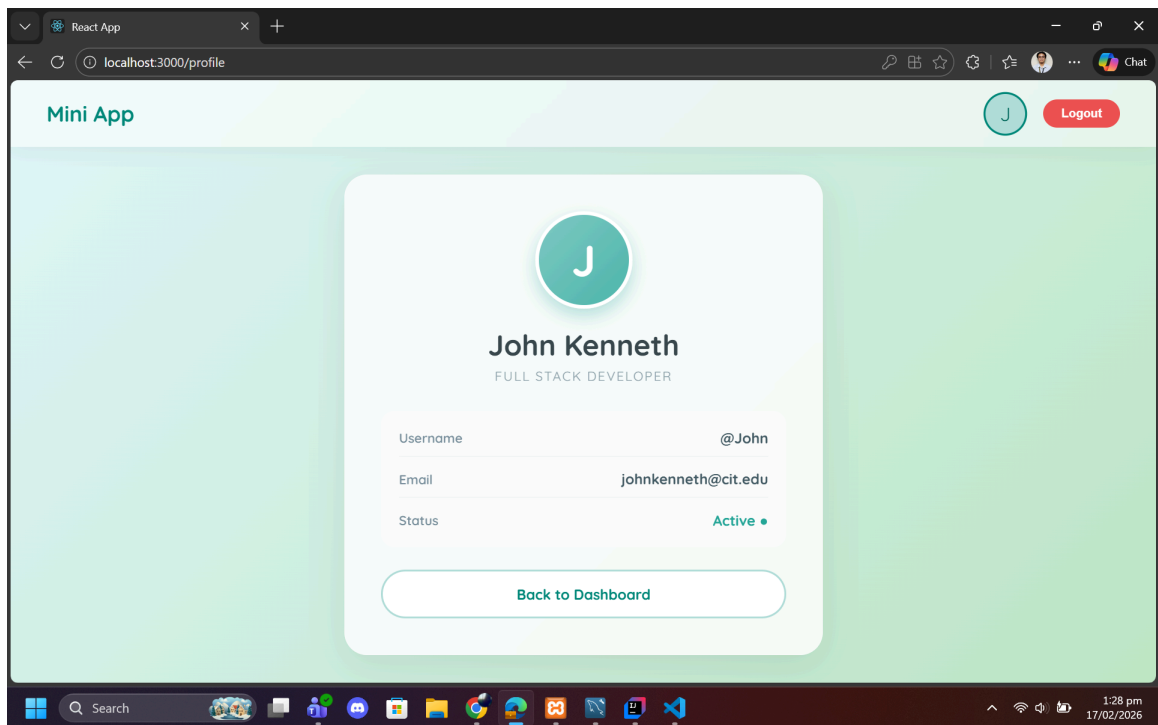 React App
localhost:3000/profile
Chat
Mini App
J
Logout
J
John Kenneth
FULL STACK DEVELOPER
Username @John
Email johnkenneth@cit.edu
Status Active
Back to Dashboard
Search
1:28 pm
17/02/2026